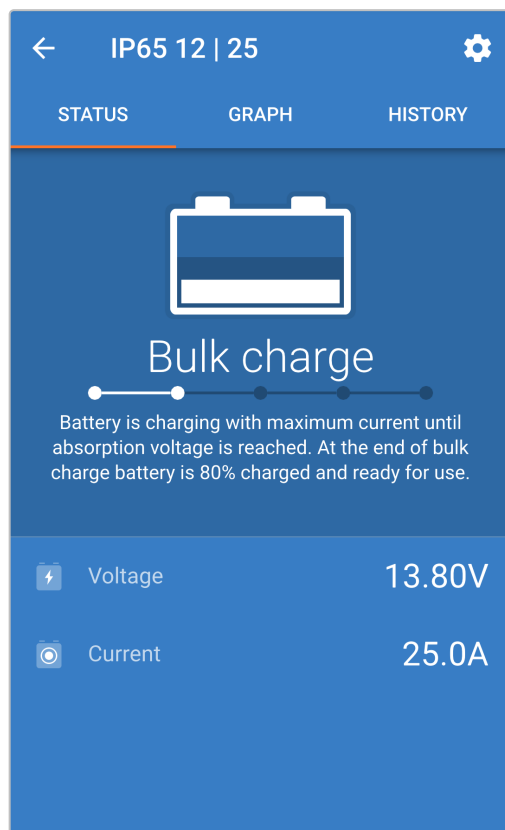 IP65 12 | 25
STATUS GRAPH HISTORY
Bulk charge
Battery is charging with maximum current until
absorption voltage is reached. At the end of bulk
charge battery is 80% charged and ready for use.
Voltage 13.80V
Current 25.0A